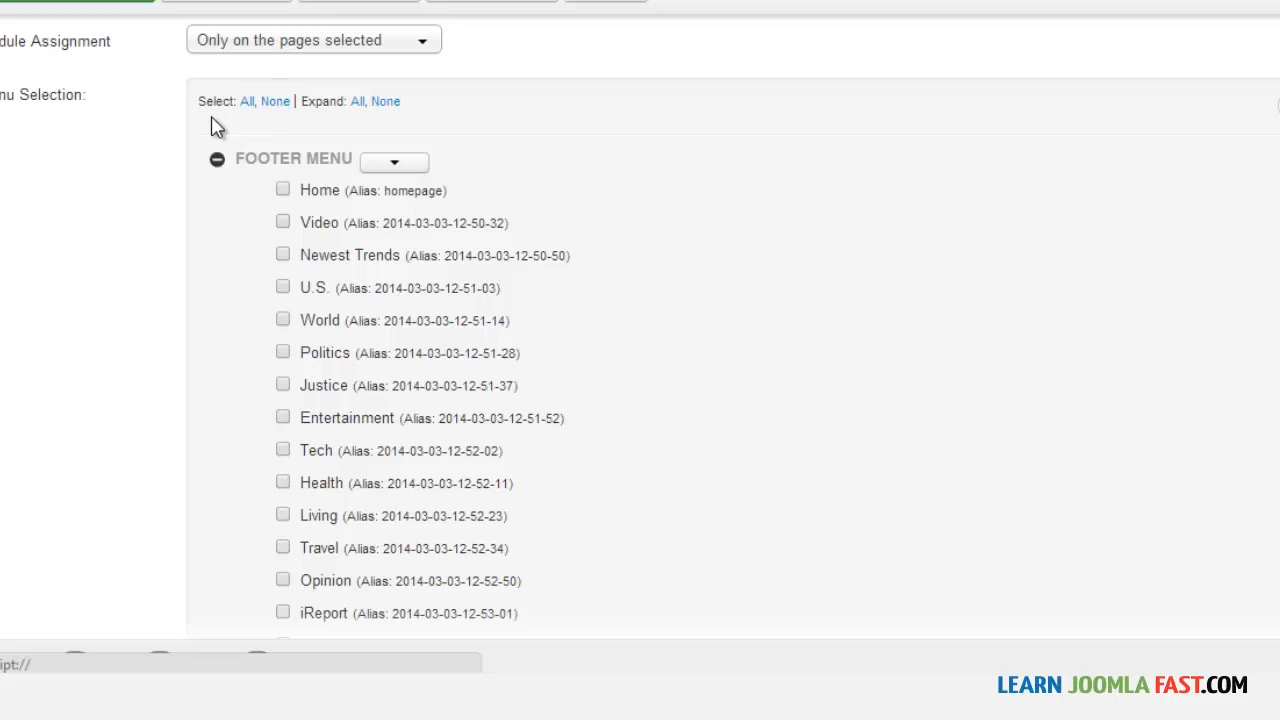 dule Assignment
Only on the pages selected
nu Selection:
Select: All, None | Expand: All, None
FOOTER MENU
Home (Alias: homepage)
Video (Alias: 2014-03-03-12-50-32)
Newest Trends (Alias: 2014-03-03-12-50-50)
U.S. (Alias: 2014-03-03-12-51-03)
World (Alias: 2014-03-03-12-51-14)
Politics (Alias: 2014-03-03-12-51-28)
Justice (Alias: 2014-03-03-12-51-37)
Entertainment (Alias: 2014-03-03-12-51-52)
Tech (Alias: 2014-03-03-12-52-02)
Health (Alias: 2014-03-03-12-52-11)
Living (Alias: 2014-03-03-12-52-23)
Travel (Alias: 2014-03-03-12-52-34)
Opinion (Alias: 2014-03-03-12-52-50)
iReport (Alias: 2014-03-03-12-53-01)
ipt://
LEARN JOOMLA FAST.COM